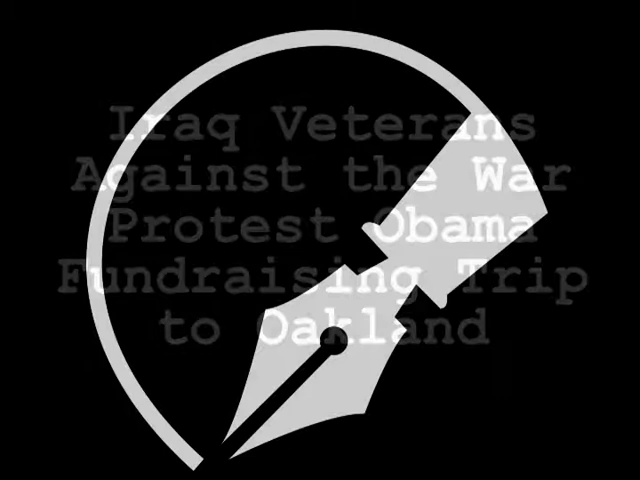 Iraq Veterans
Against the War
Protest Obama
Fundraising Trip
to Oakland